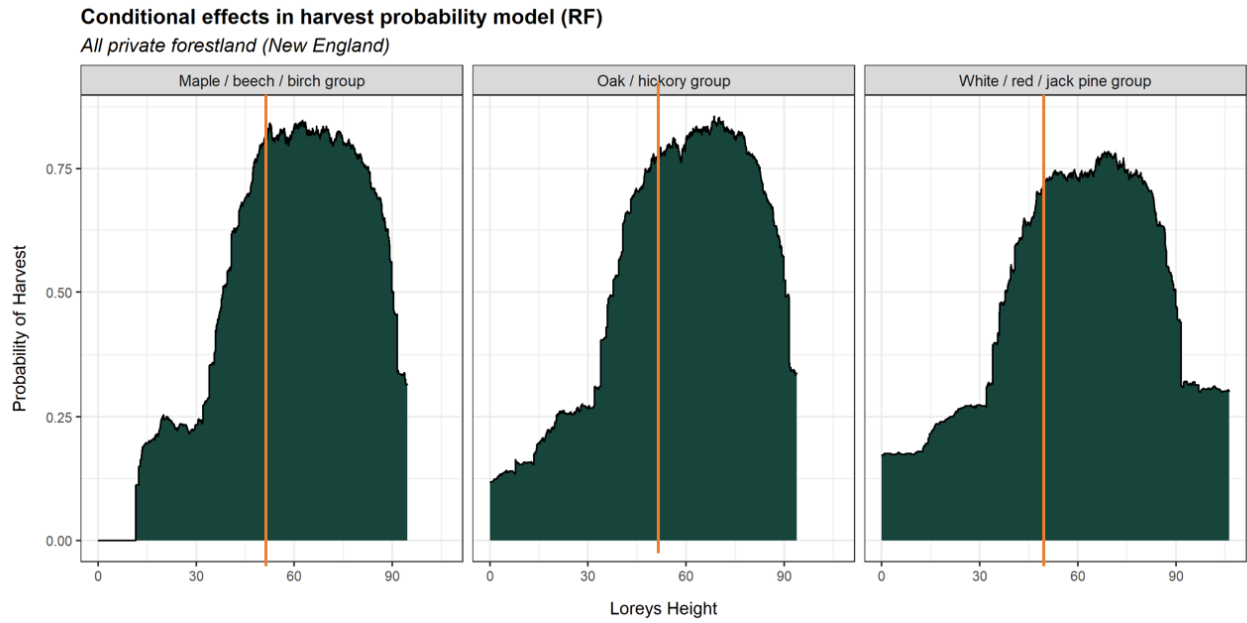 Conditional effects in harvest probability model (RF)
All private forestland (New England)
Maple / beech / birch group
Oak / hickory group
White / red / jack pine group
Probability of Harvest
0.75
0.50
0.25
0.00
0 30 60 90
0 30 60 90
0 30 60 90
Loreys Height